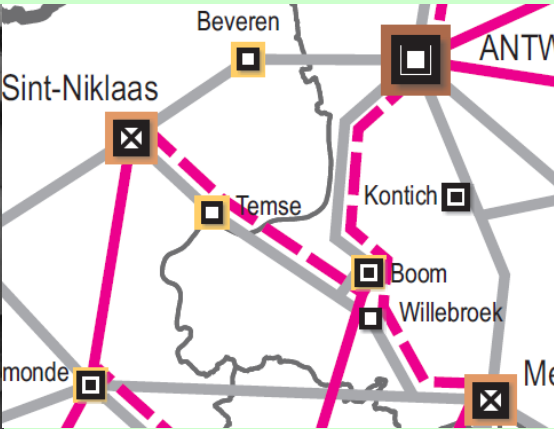 Beveren
ANTW
Sint-Niklaas
Temse
Kontich
Boom
Willebroek
monde
Me